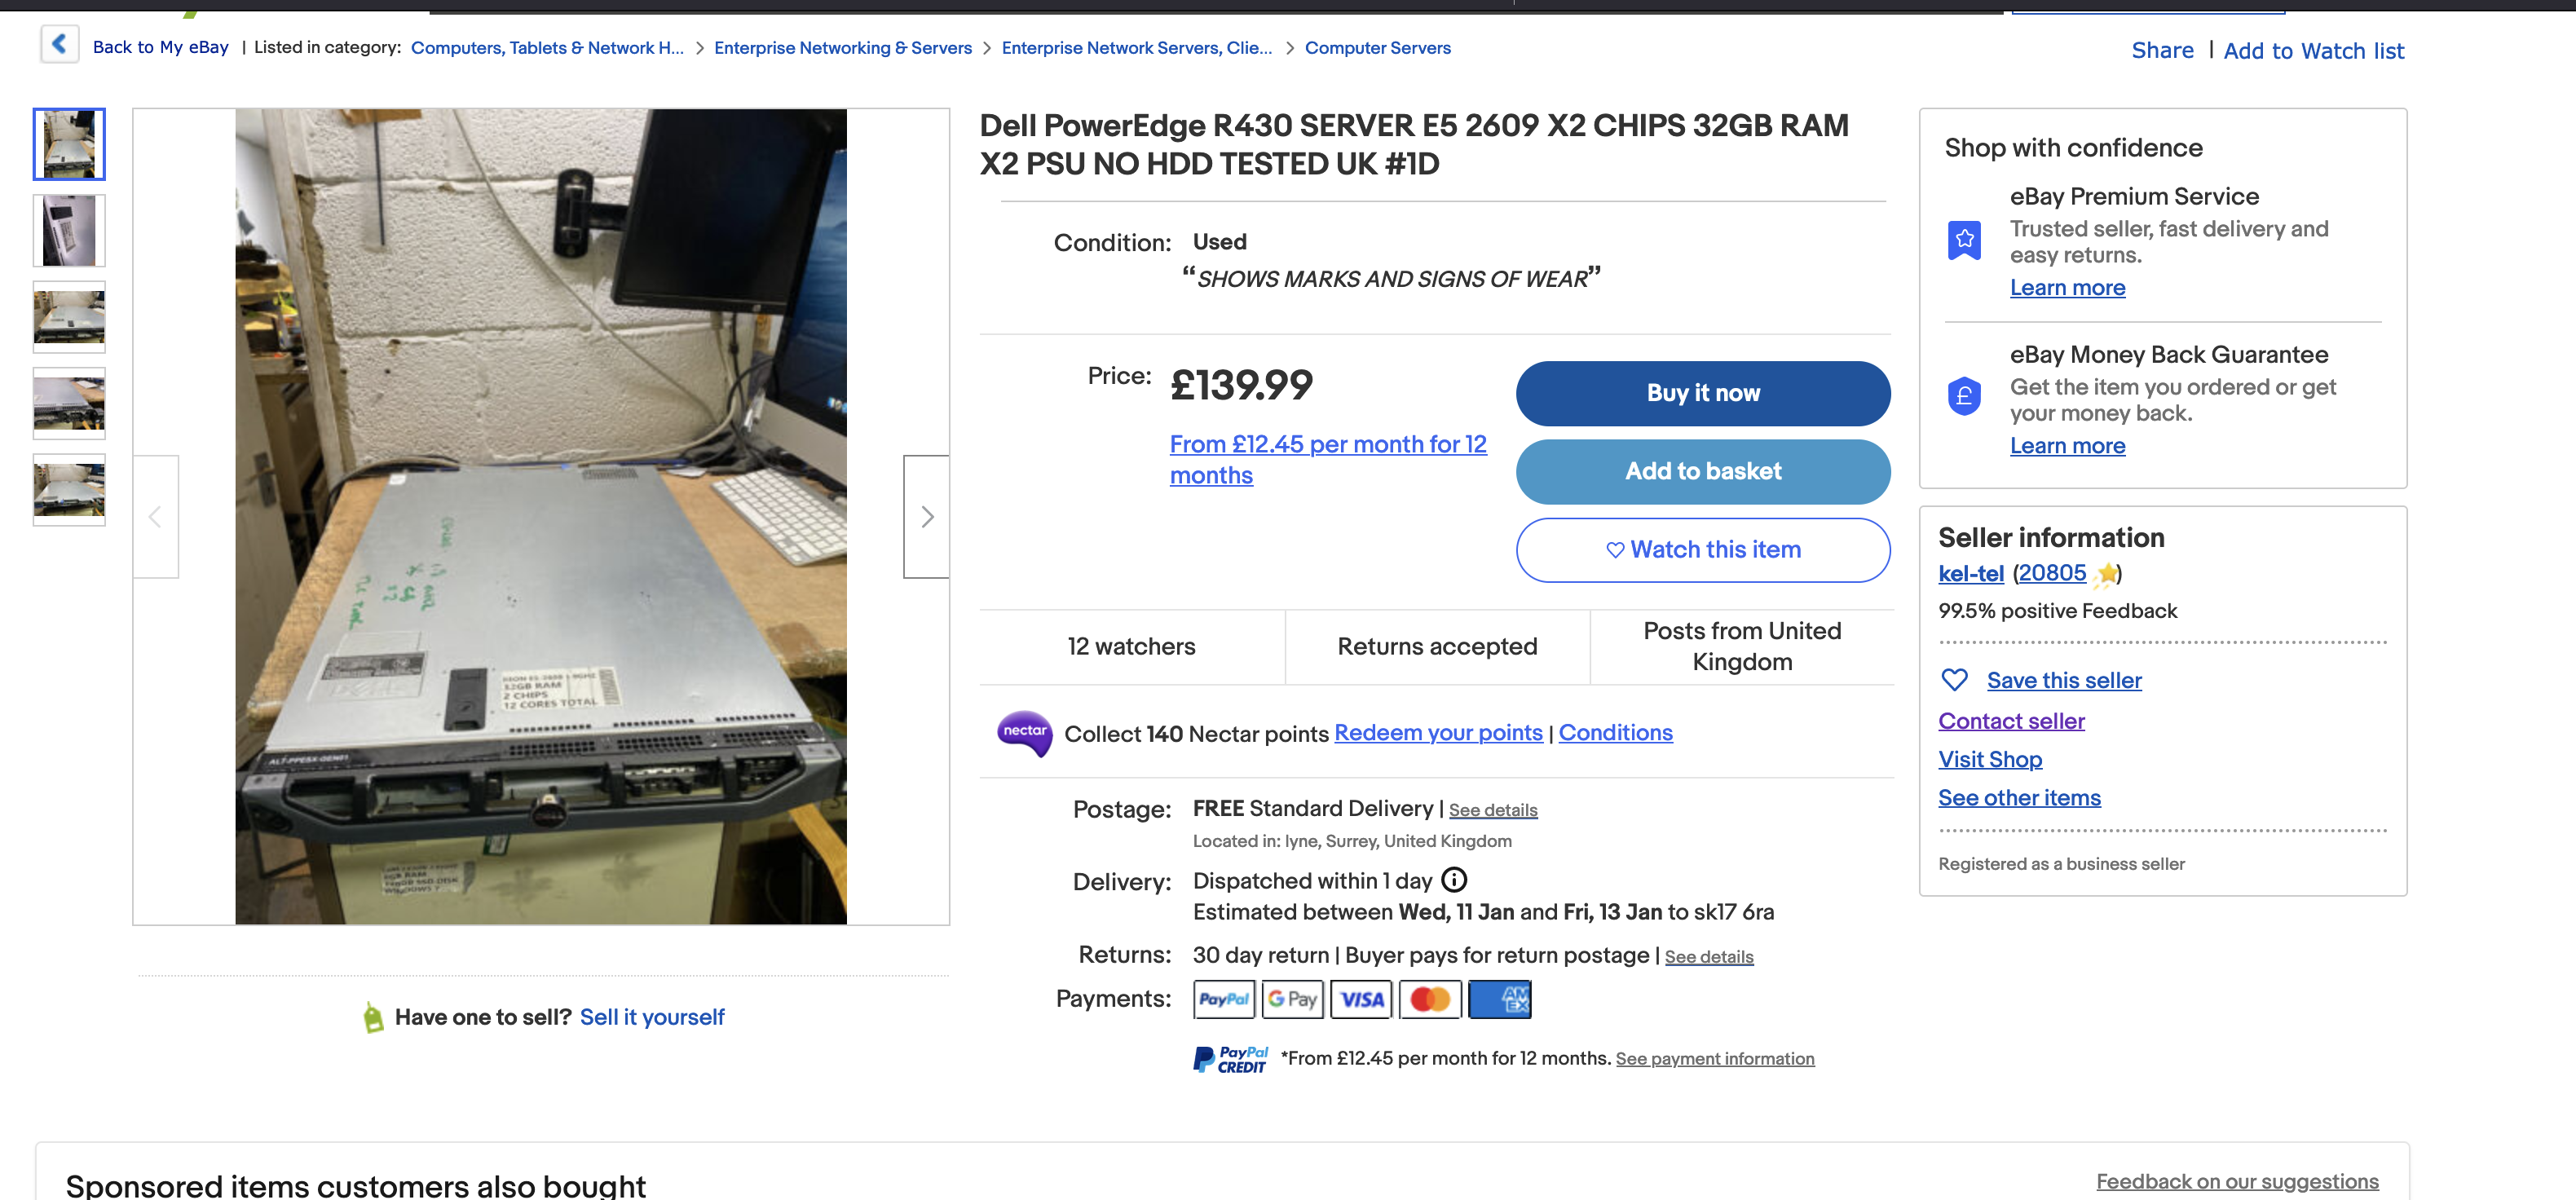 Back to My eBay | Listed in category: Computers, Tablets & Network H... > Enterprise Networking & Servers > Enterprise Network Servers, Clie... > Computer Servers
Share | Add to Watch list
Dell PowerEdge R430 SERVER E5 2609 X2 CHIPS 32GB RAM
X2 PSU NO HDD TESTED UK #1D
Condition: Used
“SHOWS MARKS AND SIGNS OF WEAR”
Price: £139.99
From £12.45 per month for 12
months
Buy it now
Add to basket
Watch this item
12 watchers
Returns accepted
Posts from United
Kingdom
nectar
Collect 140 Nectar points Redeem your points | Conditions
Postage: FREE Standard Delivery | See details
Located in: lyne, Surrey, United Kingdom
Delivery: Dispatched within 1 day
Estimated between Wed, 11 Jan and Fri, 13 Jan to sk17 6ra
Returns: 30 day return | Buyer pays for return postage | See details
Payments: PayPal G Pay VISA AM EX
PayPal CREDIT *From £12.45 per month for 12 months. See payment information
32GB RAM
2 CHIPS
12 CORES TOTAL
Have one to sell? Sell it yourself
Shop with confidence
eBay Premium Service
Trusted seller, fast delivery and
easy returns.
Learn more
eBay Money Back Guarantee
Get the item you ordered or get
your money back.
Learn more
Seller information
kel-tel (20805)
99.5% positive Feedback
Save this seller
Contact seller
Visit Shop
See other items
Registered as a business seller
Sponsored items customers also bought
Feedback on our suggestions